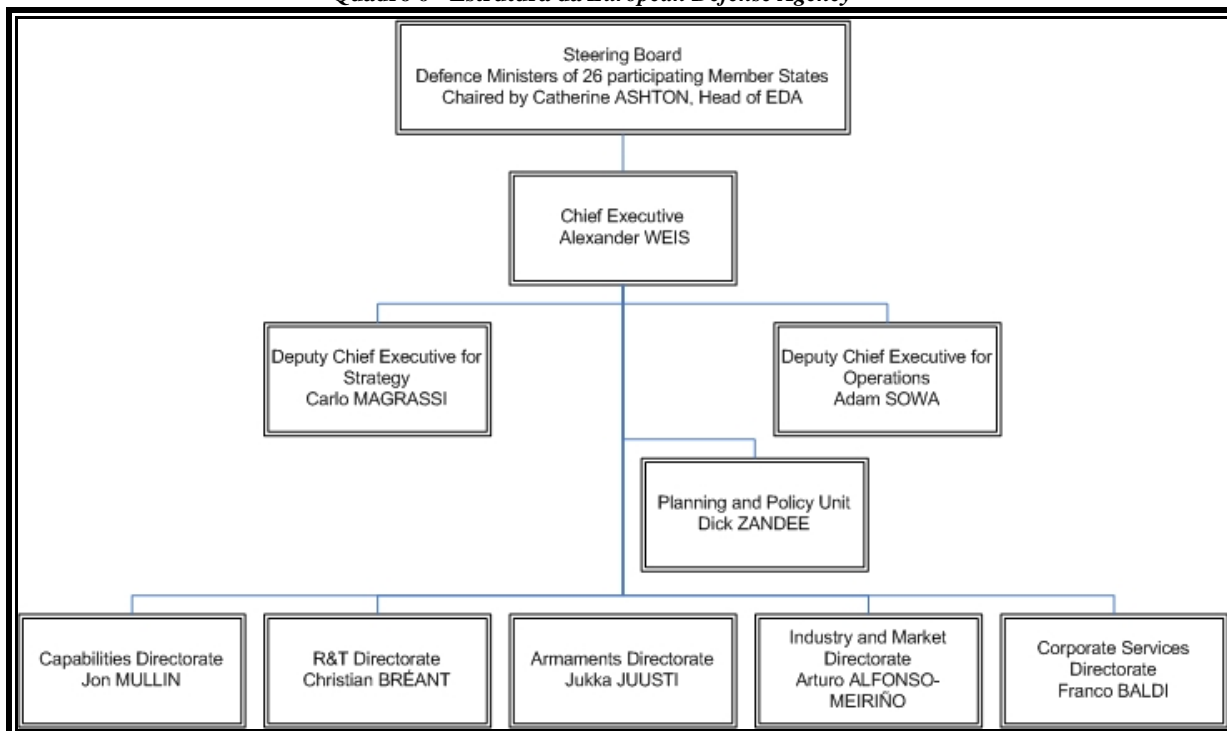 Quadro - Estrutura da European Defense Agency
Steering Board
Defence Ministers of 26 participating Member States
Chaired by Catherine ASHTON, Head of EDA
Chief Executive
Alexander WEIS
Deputy Chief Executive for
Strategy
Carlo MAGRASSI
Deputy Chief Executive for
Operations
Adam SOWA
Planning and Policy Unit
Dick ZANDEE
Capabilities Directorate
Jon MULLIN
R&T Directorate
Christian BRÉANT
Armaments Directorate
Jukka JUUSTI
Industry and Market
Directorate
Arturo ALFONSO-
MEIRIÑO
Corporate Services
Directorate
Franco BALDI